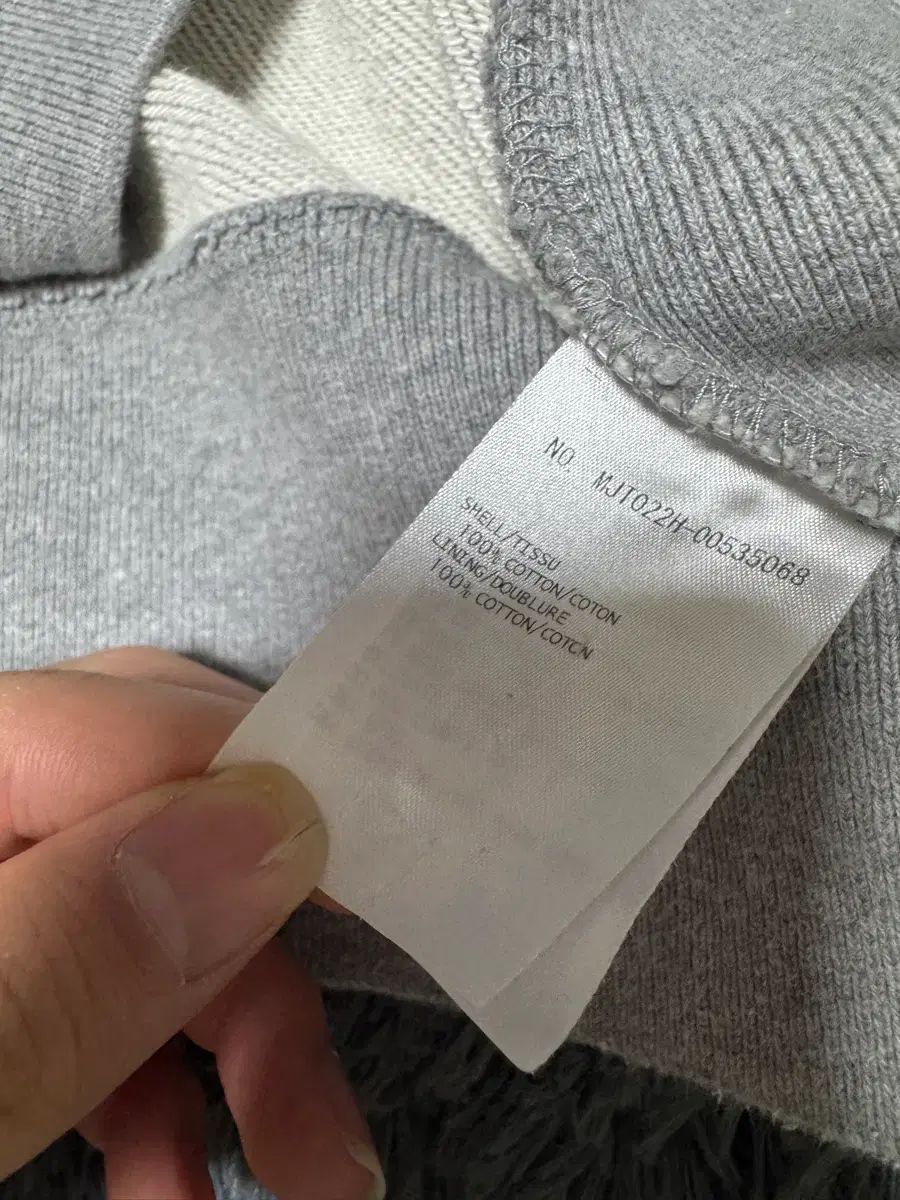 NO. MJT022H-00535068
SHELL/TISSU
100% COTTON/COTON
LINING/DOUBLURE
100% COTTON/COTON